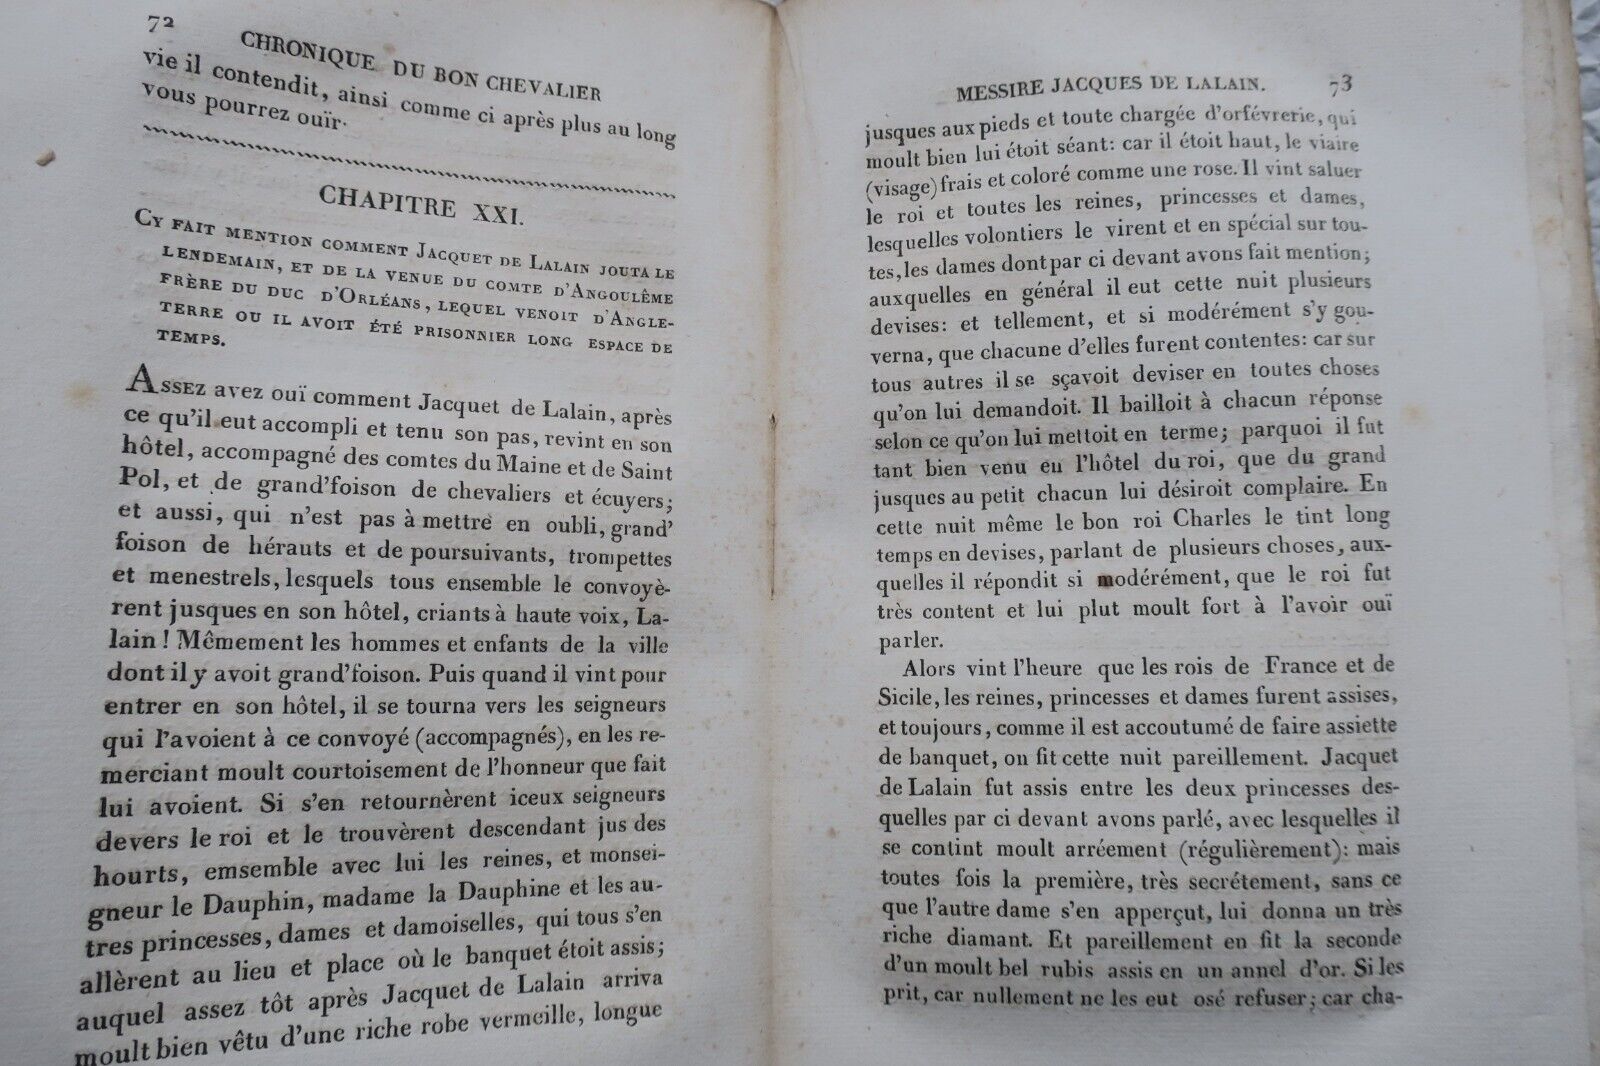 72
CHRONIQUE DU BON CHEVALIER
vie il contendit, ainsi comme ci après plus au long
vous pourrez ouïr.
CHAPITRE XXI.
Cy fait mention comment Jacquet de Lalain jouta le
lendemain, et de la venue du comte d'Angoulême
frère du duc d'Orléans, lequel venoit d'Angle-
terre ou il avoit été prisonnier long espace de
temps.
Assez avez ouï comment Jacquet de Lalain, après
ce qu'il eut accompli et tenu son pas, revint en son
hôtel, accompagné des comtes du Maine et de Saint
Pol, et de grand'foison de chevaliers et écuyers;
et aussi, qui n'est pas à mettre en oubli, grand'
foison de hérauts et de poursuivants, trompettes
et menestrels, lesquels tous ensemble le convoyè-
rent jusques en son hôtel, criants à haute voix, La-
lain! Mêmement les hommes et enfants de la ville
dont il y avoit grand'foison. Puis quand il vint pour
entrer en son hôtel, il se tourna vers les seigneurs
qui l'avoient à ce convoyé (accompagnés), en les re-
merciant moult courtoisement de l'honneur que fait
lui avoient. Si s'en retournèrent iceux seigneurs
devers le roi et le trouvèrent descendant jus des
hourts, emsemble avec lui les reines, et monsei-
gneur le Dauphin, madame la Dauphine et les au-
tres princesses, dames et damoiselles, qui tous s'en
allèrent au lieu et place où le banquet étoit assis;
auquel assez tôt après Jacquet de Lalain arriva
moult bien vêtu d'une riche robe vermeille, longue
MESSIRE JACQUES DE LALAIN.
73
jusques aux pieds et toute chargée d'orfévrerie, qui
moult bien lui étoit séant: car il étoit haut, le viaire
(visage) frais et coloré comme une rose. Il vint saluer
le roi et toutes les reines, princesses et dames,
lesquelles volontiers le virent et en spécial sur tou-
tes, les dames dont par ci devant avons fait mention;
auxquelles en général il eut cette nuit plusieurs
devises: et tellement, et si modérément s'y gou-
verna, que chacune d'elles furent contentes: car sur
tous autres il se sçavoit deviser en toutes choses
qu'on lui demandoit. Il bailloit à chacun réponse
selon ce qu'on lui mettoit en terme; parquoi il fut
tant bien venu en l'hôtel du roi, que du grand
jusques au petit chacun lui désiroit complaire. En
cette nuit même le bon roi Charles le tint long
temps en devises, parlant de plusieurs choses, aux-
quelles il répondit si modérément, que le roi fut
très content et lui plut moult fort à l'avoir ouï
parler.
Alors vint l'heure que les rois de France et de
Sicile, les reines, princesses et dames furent assises,
et toujours, comme il est accoutumé de faire assiette
de banquet, on fit cette nuit pareillement. Jacquet
de Lalain fut assis entre les deux princesses des-
quelles par ci devant avons parlé, avec lesquelles il
se contint moult arréement (régulièrement): mais
toutes fois la première, très secrétement, sans ce
que l'autre dame s'en apperçut, lui donna un très
riche diamant. Et pareillement en fit la seconde
d'un moult bel rubis assis en un annel d'or. Si les
prit, car nullement ne les eut osé refuser; car cha-